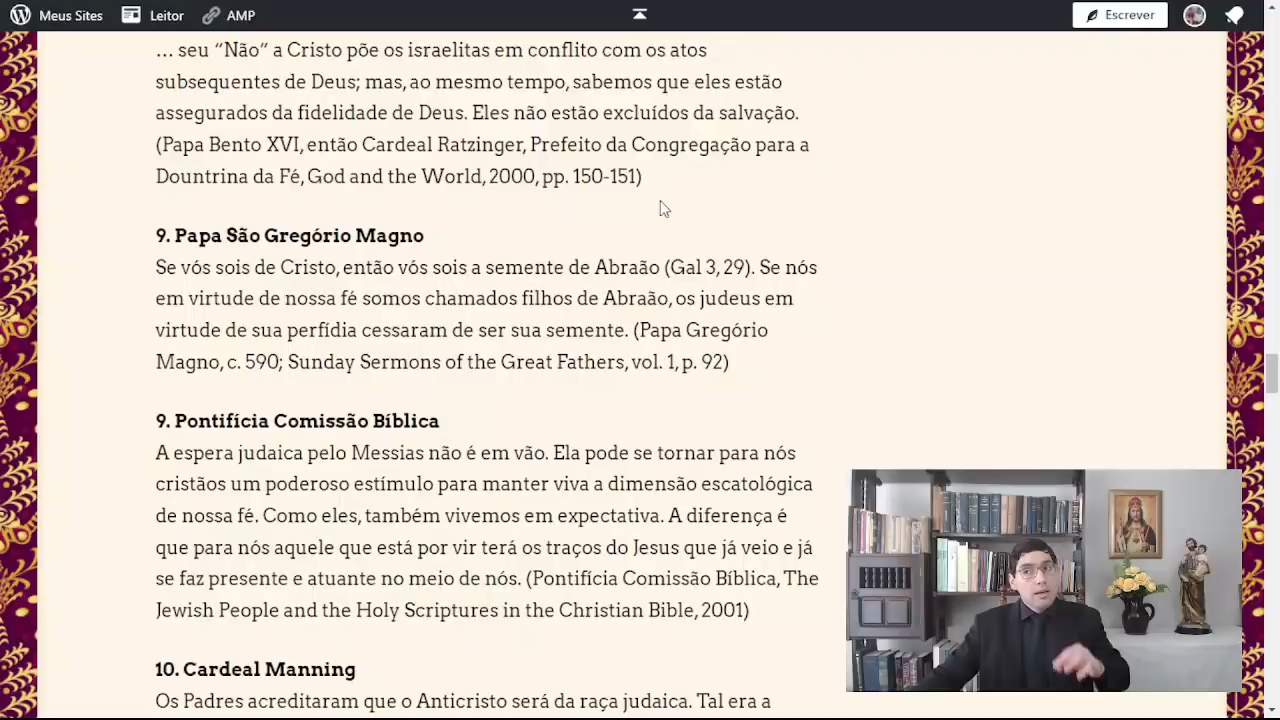 Meus Sites Leitor AMP Escrever
… seu “Não” a Cristo põe os israelitas em conflito com os atos
subsequentes de Deus; mas, ao mesmo tempo, sabemos que eles estão
assegurados da fidelidade de Deus. Eles não estão excluídos da salvação.
(Papa Bento XVI, então Cardeal Ratzinger, Prefeito da Congregação para a
Dountrina da Fé, God and the World, 2000, pp. 150-151)
9. Papa São Gregório Magno
Se vós sois de Cristo, então vós sois a semente de Abraão (Gal 3, 29). Se nós
em virtude de nossa fé somos chamados filhos de Abraão, os judeus em
virtude de sua perfídia cessaram de ser sua semente. (Papa Gregório
Magno, c. 590; Sunday Sermons of the Great Fathers, vol. 1, p. 92)
9. Pontifícia Comissão Bíblica
A espera judaica pelo Messias não é em vão. Ela pode se tornar para nós
cristãos um poderoso estímulo para manter viva a dimensão escatológica
de nossa fé. Como eles, também vivemos em expectativa. A diferença é
que para nós aquele que está por vir terá os traços do Jesus que já veio e já
se faz presente e atuante no meio de nós. (Pontifícia Comissão Bíblica, The
Jewish People and the Holy Scriptures in the Christian Bible, 2001)
10. Cardeal Manning
Os Padres acreditaram que o Anticristo será da raça judaica. Tal era a